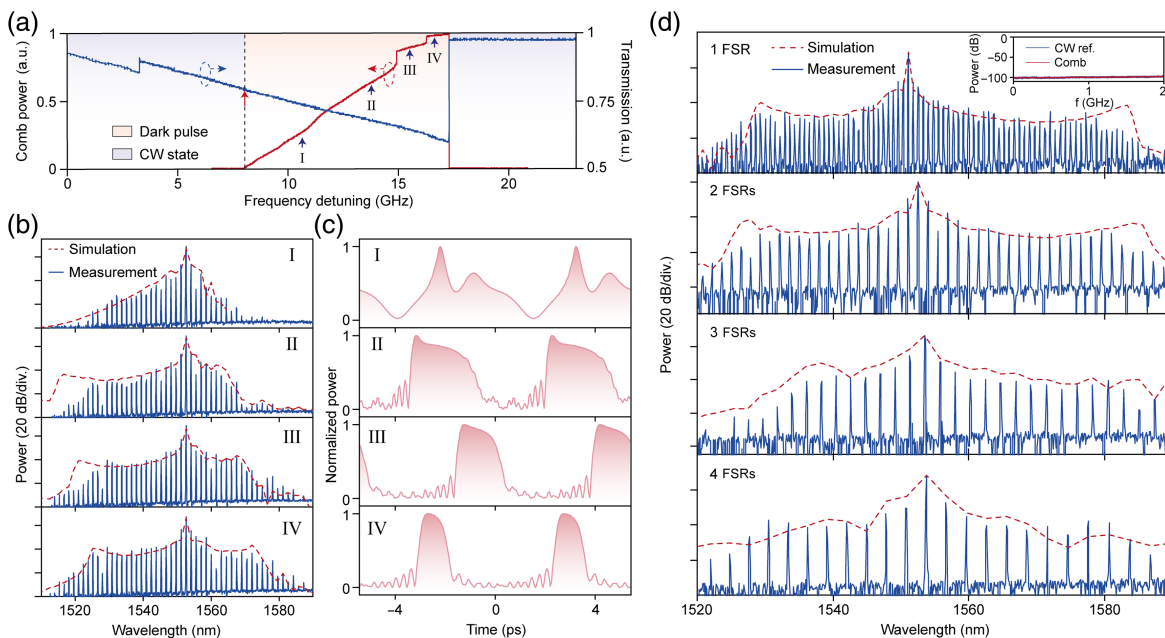 (a)
Comb power (a.u.)
1
0.5
0
1
0.75
0.5
Transmission (a.u.)
I
II
III
IV
Dark pulse
CW state
0
5
10
15
20
Frequency detuning (GHz)
(b)
Simulation
Measurement
I
II
III
IV
Power (20 dB/div.)
1520
1540
1560
1580
Wavelength (nm)
(c)
I
II
III
IV
1
0
1
0
1
0
1
0
Normalized power
−4
0
4
Time (ps)
(d)
1 FSR
Simulation
Measurement
Power (dB)
0
−50
−100
CW ref.
Comb
0
1
2
f (GHz)
2 FSRs
3 FSRs
4 FSRs
Power (20 dB/div.)
1520
1540
1560
1580
Wavelength (nm)